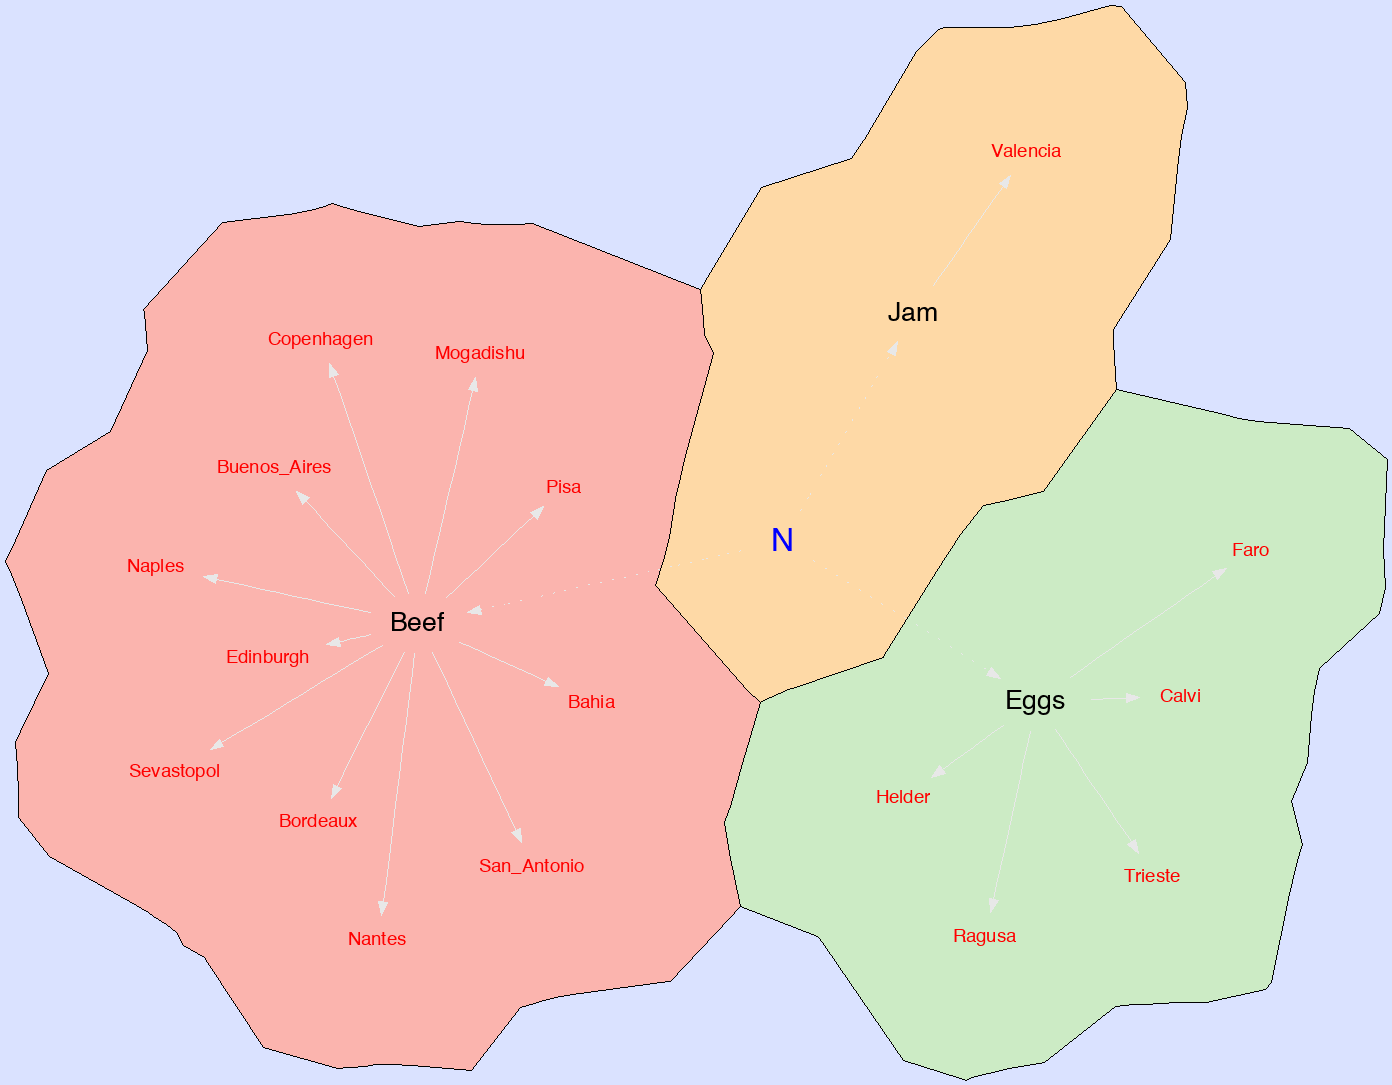 Valencia
Jam
Copenhagen
Mogadishu
Buenos_Aires
Pisa
N
Faro
Naples
Beef
Edinburgh
Bahia
Calvi
Eggs
Sevastopol
Helder
Bordeaux
San_Antonio
Trieste
Nantes
Ragusa